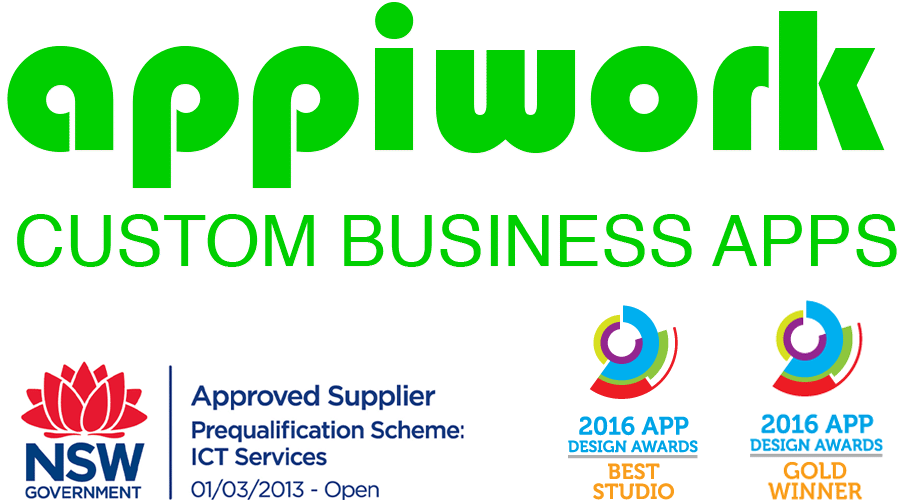 appiwork
CUSTOM BUSINESS APPS
NSW
GOVERNMENT
Approved Supplier
Prequalification Scheme:
ICT Services
01/03/2013 - Open
2016 APP
DESIGN AWARDS
BEST
STUDIO
2016 APP
DESIGN AWARDS
GOLD
WINNER